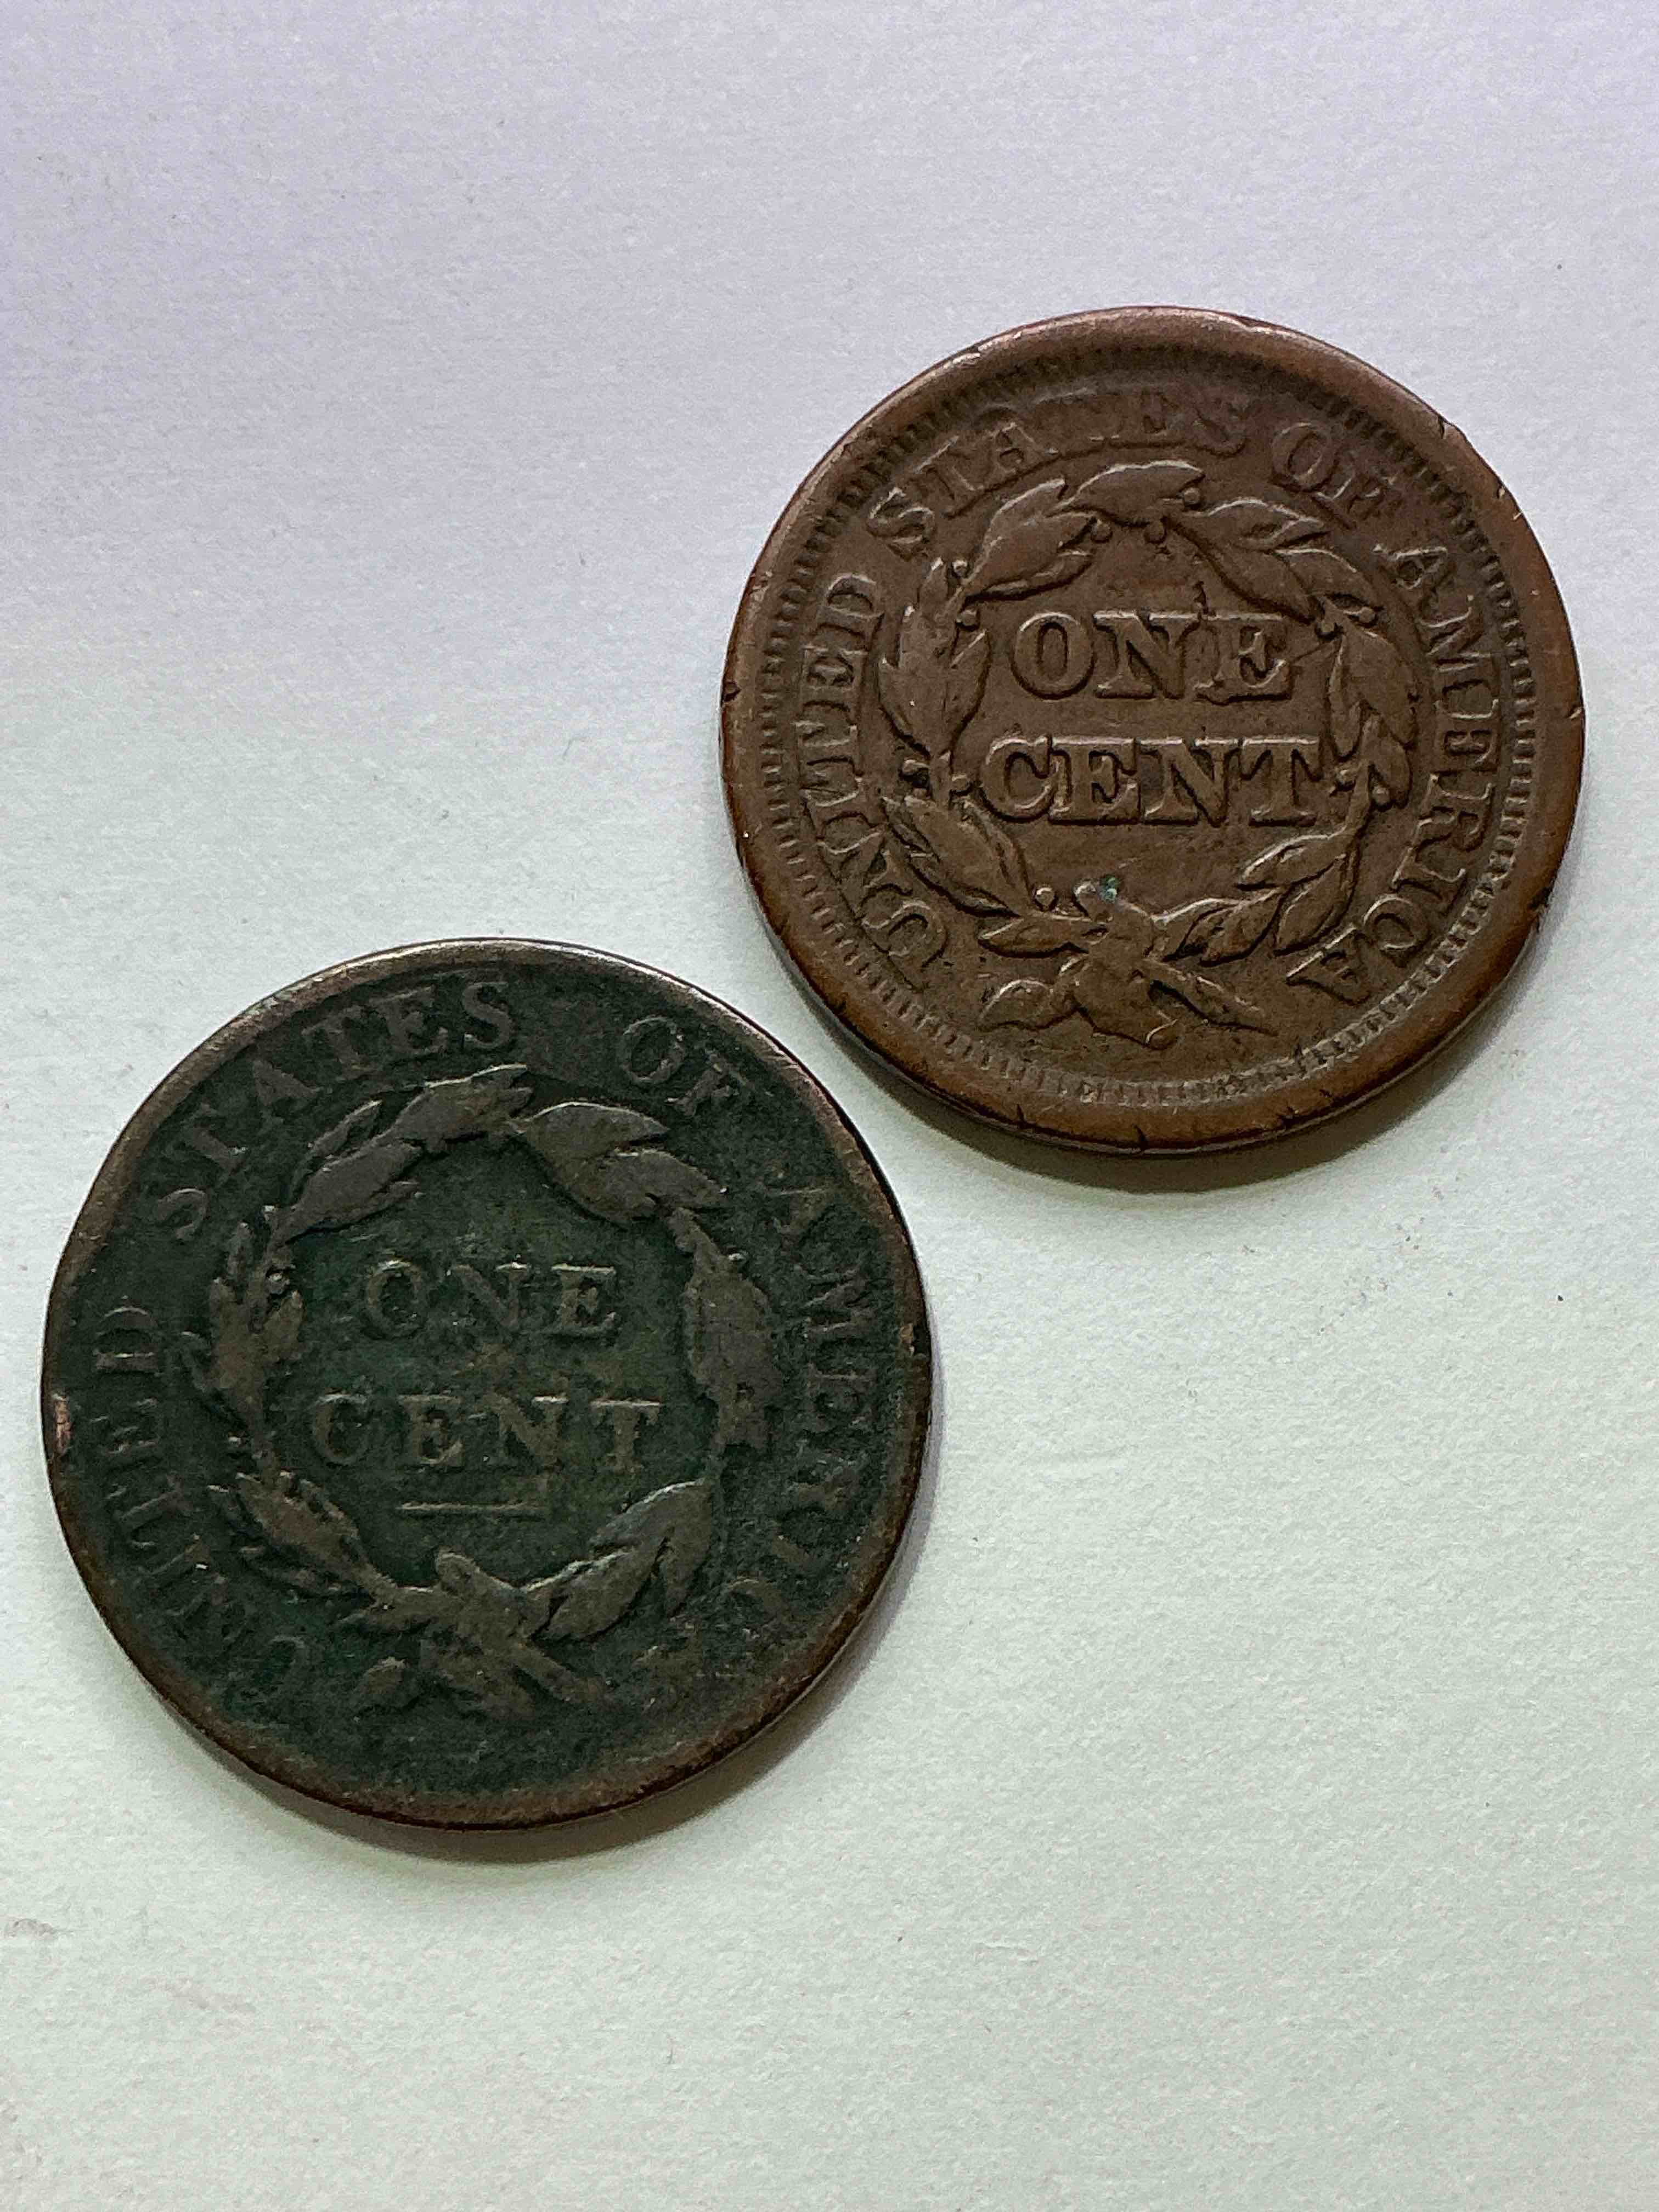 UNITED STATES OF AMERICA
ONE
CENT
UNITED STATES OF AMERICA
ONE
CENT